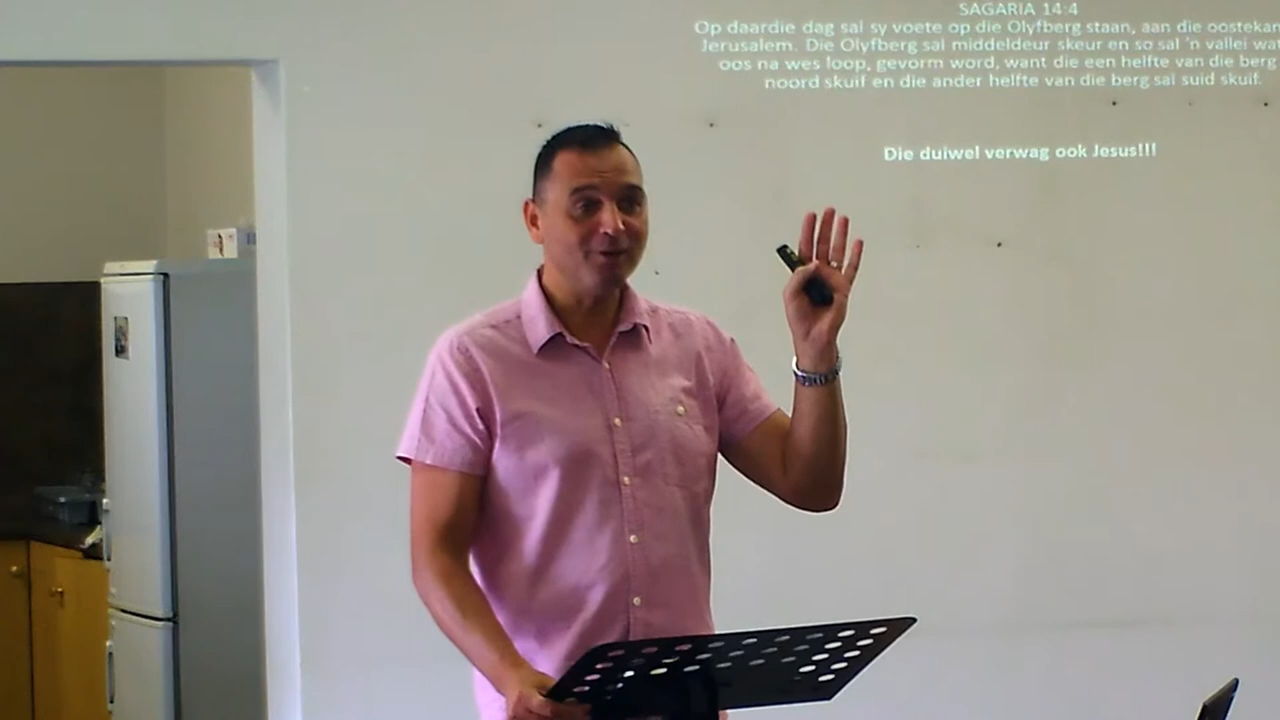 SAGARIA 14:4
Op daardie dag sal sy voete op die Olyfberg staan, aan die
Jerusalem. Die Olyfberg sal middeldeur skeur en so sal 'n vallei
oos na wes loop, gevorm word, want die een helfte van die berg
noord skuif en die ander helfte van die berg sal suid skuif.
Die duiwel verwag ook Jesus!!!